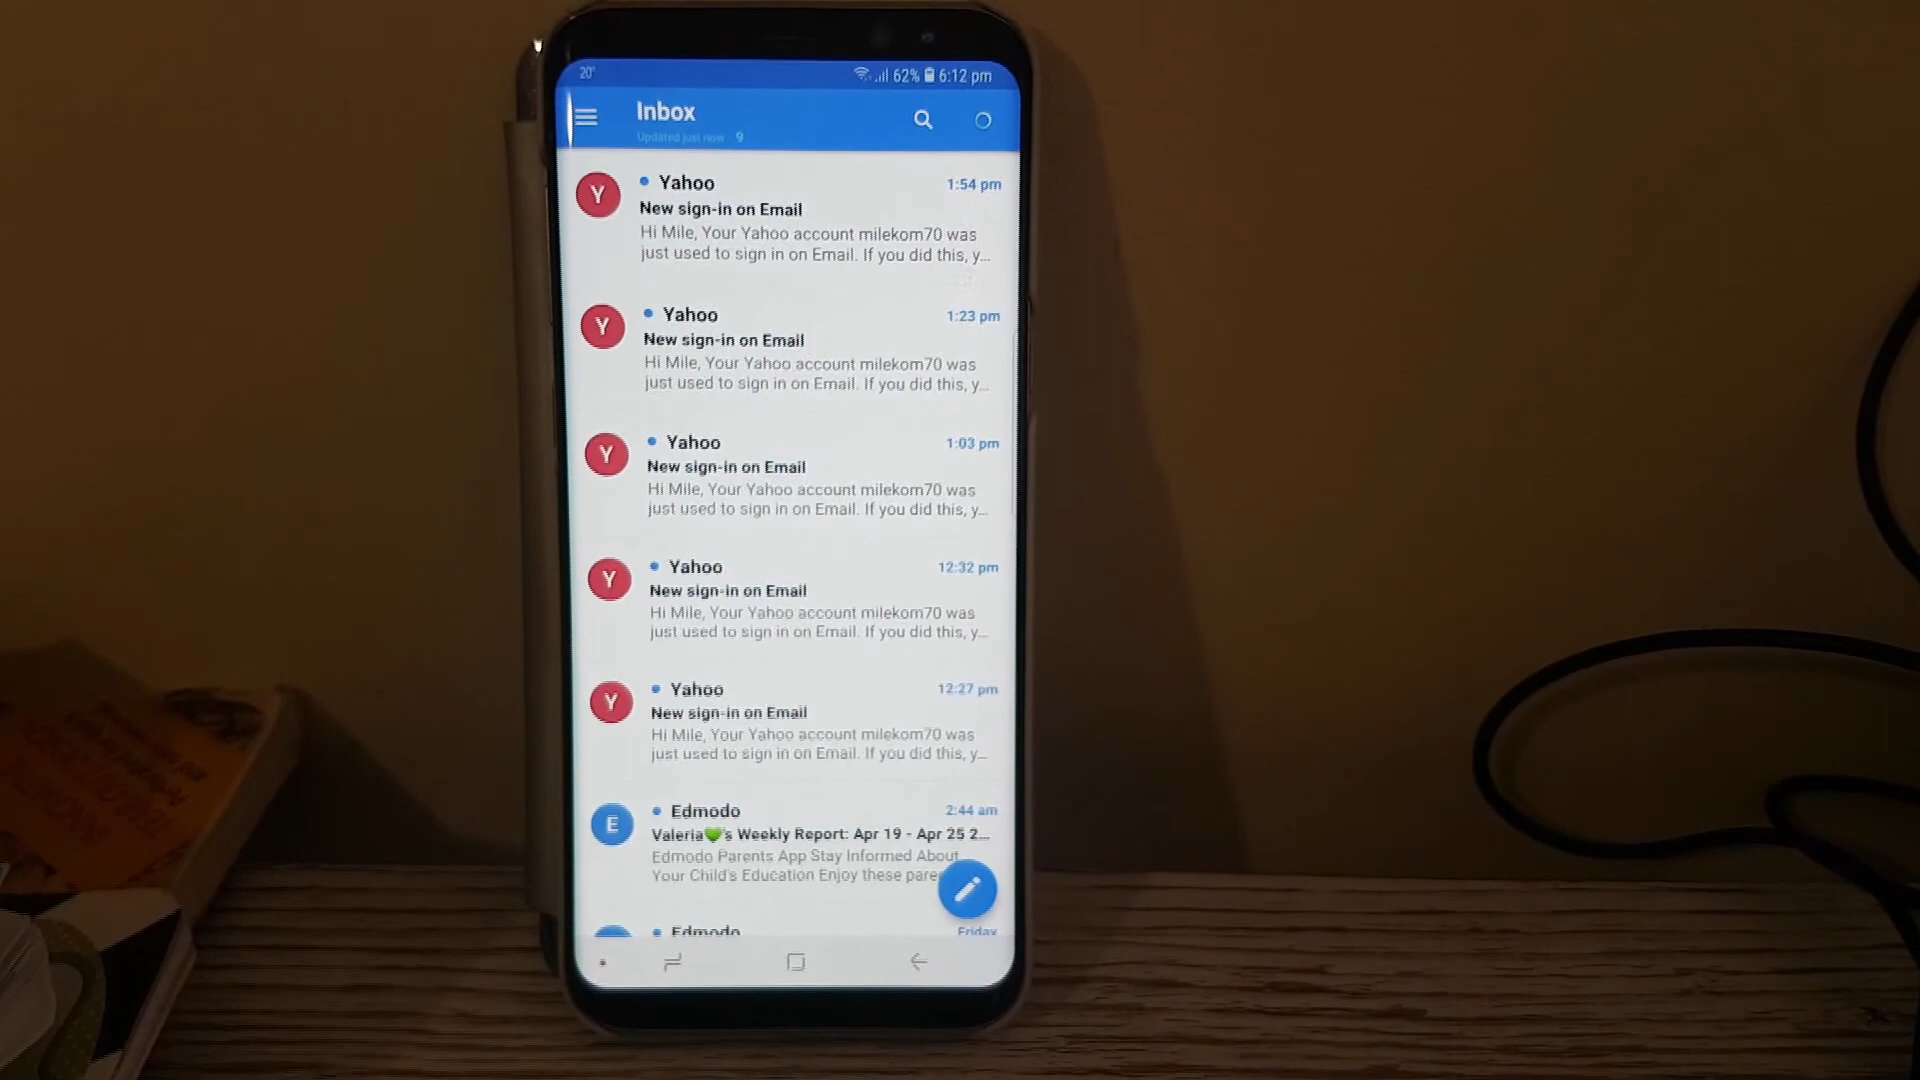 20°
62% 6:12 pm
Inbox
Updated just now 9
Y
Yahoo 1:54 pm
New sign-in on Email
Hi Mile, Your Yahoo account milekom70 was
just used to sign in on Email. If you did this, y...
Y
Yahoo 1:23 pm
New sign-in on Email
Hi Mile, Your Yahoo account milekom70 was
just used to sign in on Email. If you did this, y...
Y
Yahoo 1:03 pm
New sign-in on Email
Hi Mile, Your Yahoo account milekom70 was
just used to sign in on Email. If you did this, y...
Y
Yahoo 12:32 pm
New sign-in on Email
Hi Mile, Your Yahoo account milekom70 was
just used to sign in on Email. If you did this, y...
Y
Yahoo 12:27 pm
New sign-in on Email
Hi Mile, Your Yahoo account milekom70 was
just used to sign in on Email. If you did this, y...
E
Edmodo 2:44 am
Valeria💚's Weekly Report: Apr 19 - Apr 25 2...
Edmodo Parents App Stay Informed About
Your Child's Education Enjoy these pare
Edmodo Friday